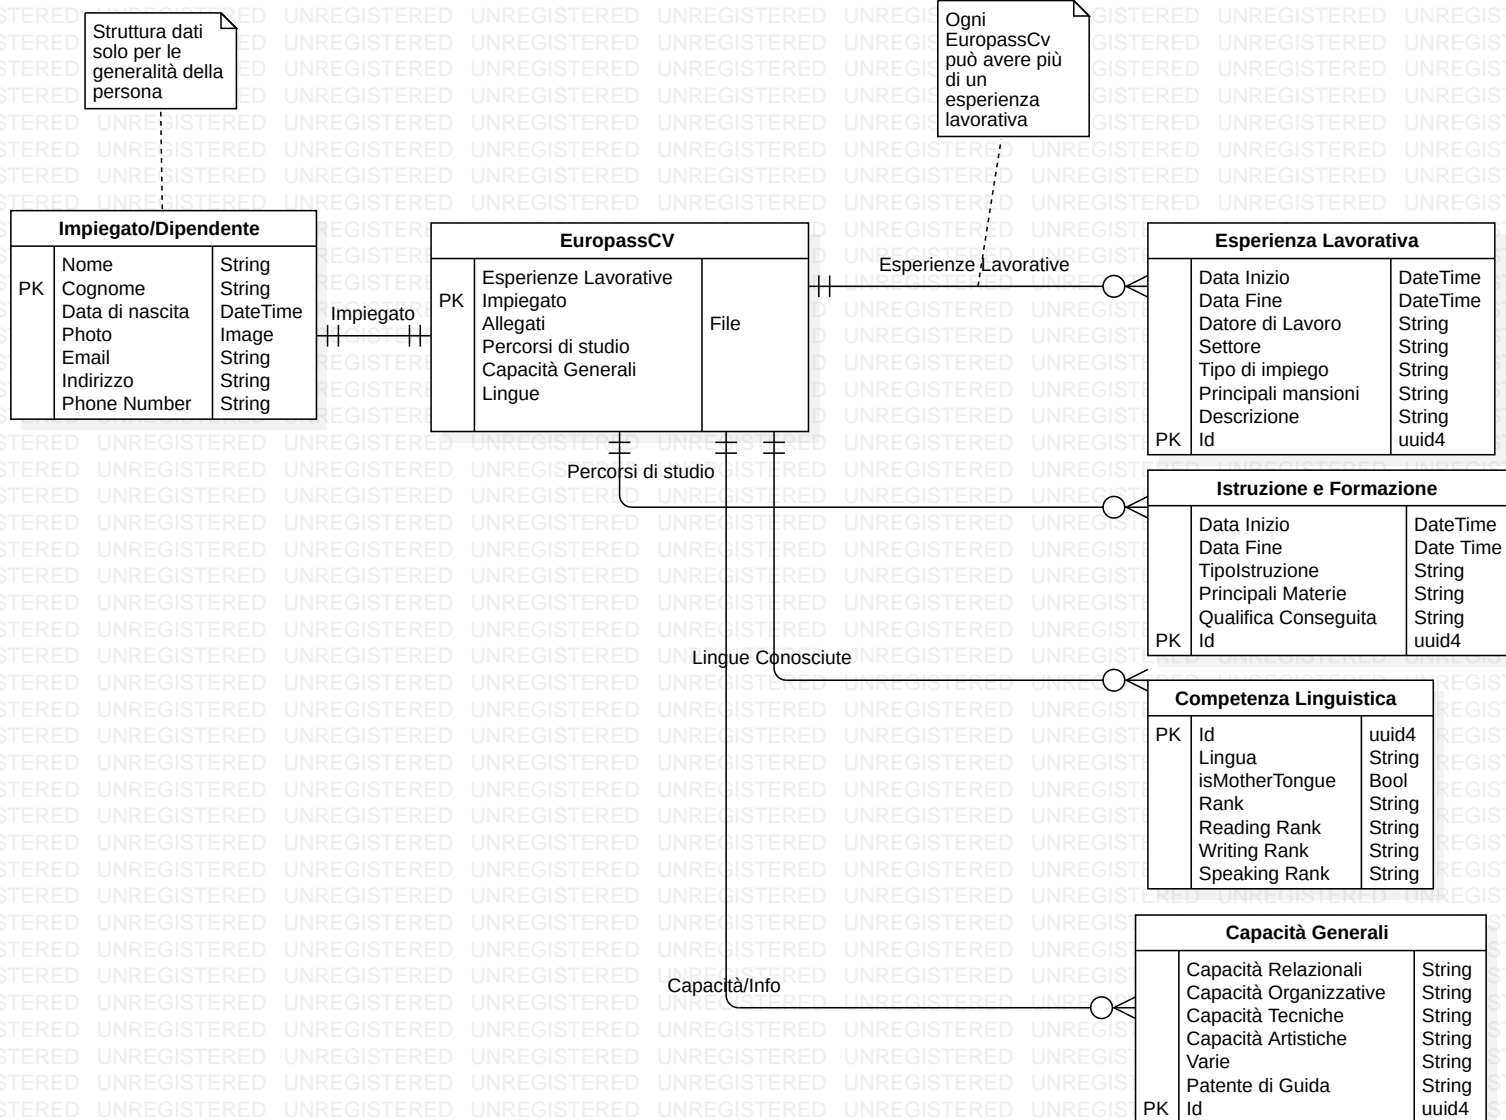 Struttura dati
solo per le
generalità della
persona
Ogni
EuropassCv
può avere più
di un
esperienza
lavorativa
Impiegato/Dipendente
Nome String
PK Cognome String
Data di nascita DateTime
Photo Image
Email String
Indirizzo String
Phone Number String
Impiegato
EuropassCV
Esperienze Lavorative
PK Impiegato
Allegati File
Percorsi di studio
Capacità Generali
Lingue
Esperienze Lavorative
Esperienza Lavorativa
Data Inizio DateTime
Data Fine DateTime
Datore di Lavoro String
Settore String
Tipo di impiego String
Principali mansioni String
Descrizione String
PK Id uuid4
Percorsi di studio
Istruzione e Formazione
Data Inizio DateTime
Data Fine Date Time
TipoIstruzione String
Principali Materie String
Qualifica Conseguita String
PK Id uuid4
Lingue Conosciute
Competenza Linguistica
PK Id uuid4
Lingua String
isMotherTongue Bool
Rank String
Reading Rank String
Writing Rank String
Speaking Rank String
Capacità/Info
Capacità Generali
Capacità Relazionali String
Capacità Organizzative String
Capacità Tecniche String
Capacità Artistiche String
Varie String
Patente di Guida String
PK Id uuid4
UNREGISTERED